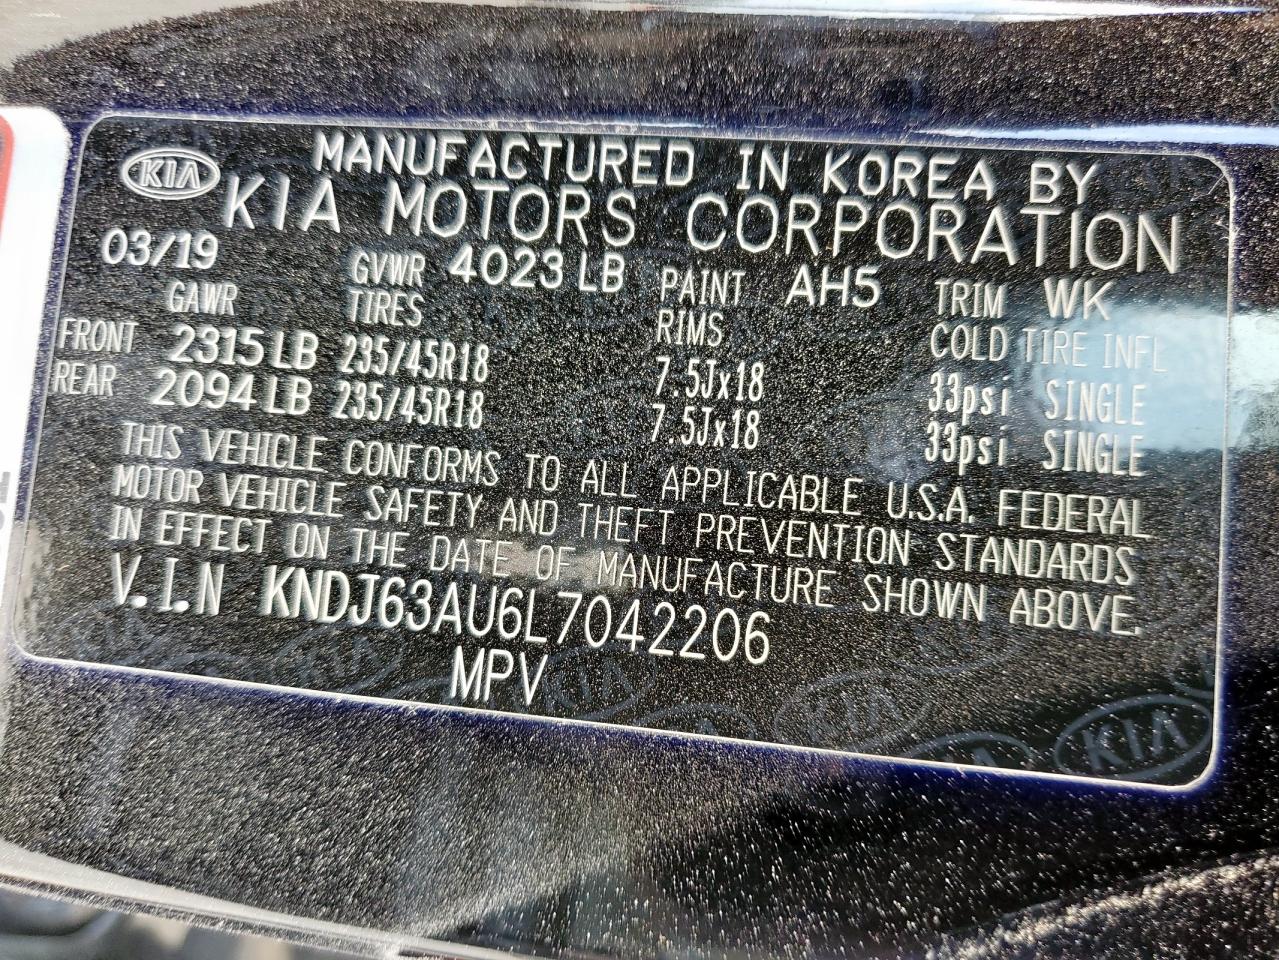 KIA
MANUFACTURED IN KOREA BY
KIA MOTORS CORPORATION
03/19 GVWR 4023 LB PAINT AH5 TRIM WK
GAWR TIRES RIMS COLD TIRE INFL
FRONT 2315 LB 235/45R18 7.5Jx18 33psi SINGLE
REAR 2094 LB 235/45R18 7.5Jx18 33psi SINGLE
THIS VEHICLE CONFORMS TO ALL APPLICABLE U.S.A. FEDERAL
MOTOR VEHICLE SAFETY AND THEFT PREVENTION STANDARDS
IN EFFECT ON THE DATE OF MANUFACTURE SHOWN ABOVE.
V.I.N KNDJ63AU6L7042206
MPV